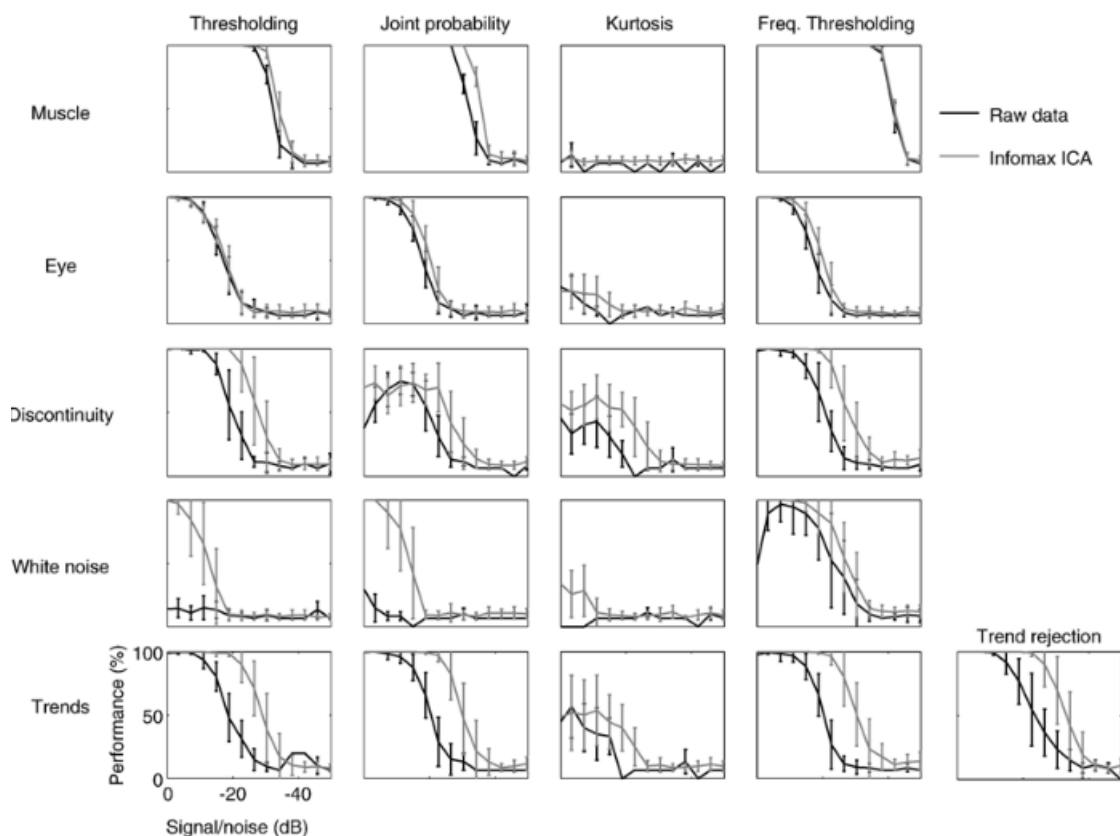 Thresholding
Joint probability
Kurtosis
Freq. Thresholding
Muscle
Raw data
Infomax ICA
Eye
Discontinuity
White noise
Trend rejection
Trends
Performance (%)
100
50
0
0
-20
-40
Signal/noise (dB)